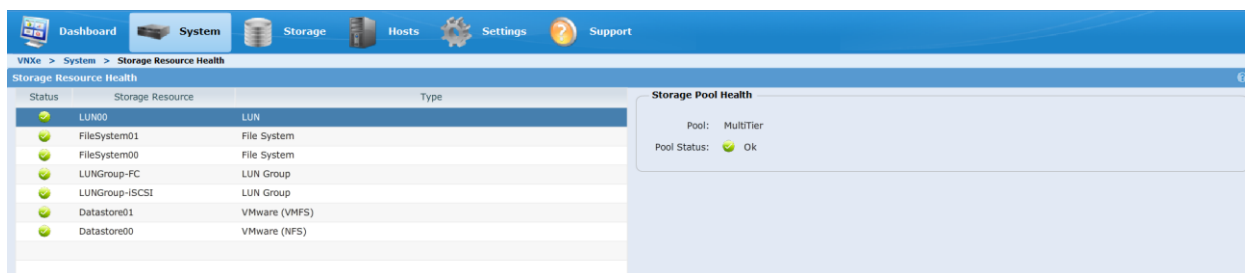 Dashboard System Storage Hosts Settings Support
VNXe > System > Storage Resource Health
Storage Resource Health
Status Storage Resource Type
LUN00 LUN
FileSystem01 File System
FileSystem00 File System
LUNGroup-FC LUN Group
LUNGroup-iSCSI LUN Group
Datastore01 VMware (VMFS)
Datastore00 VMware (NFS)
Storage Pool Health
Pool: MultiTier
Pool Status: Ok